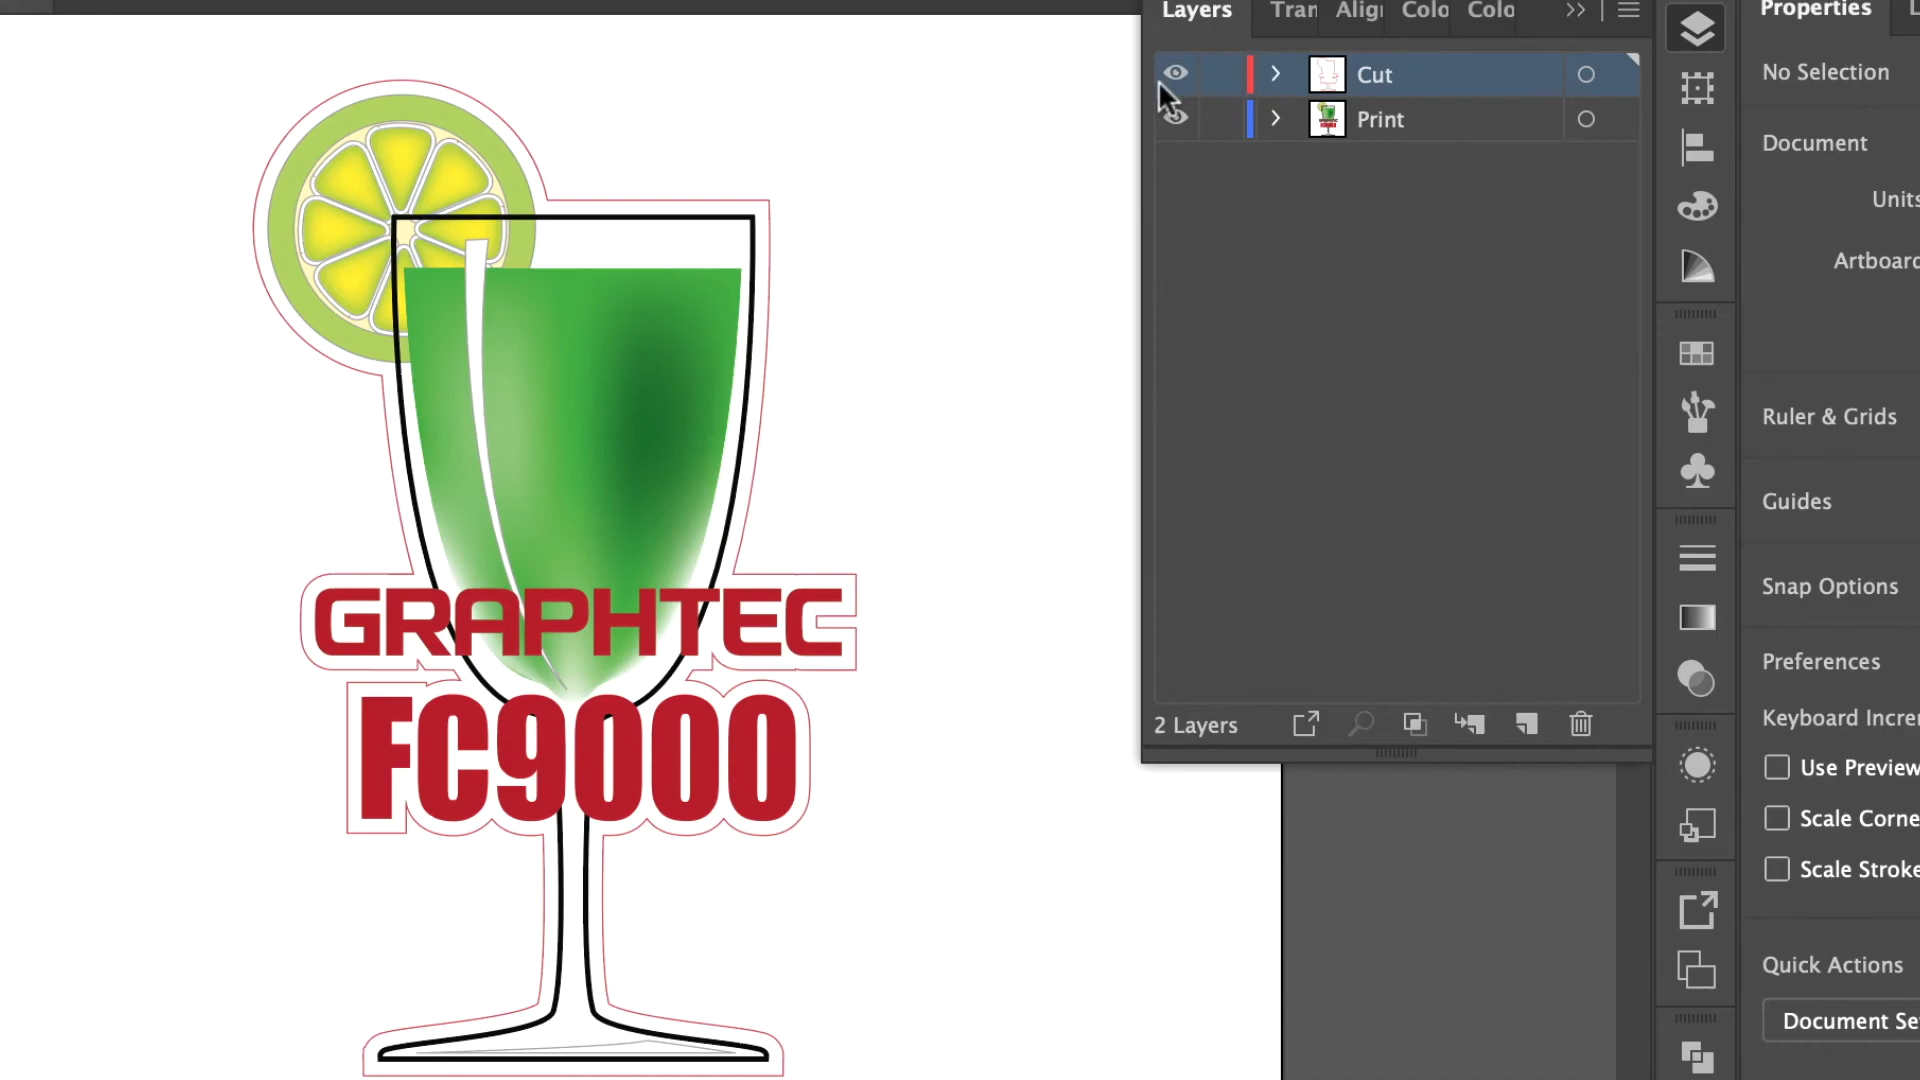 Layers
Tran
Alig
Colo
Colo
Properties
Cut
Print
2 Layers
No Selection
Document
Units
Artboard
Ruler & Grids
Guides
Snap Options
Preferences
Keyboard Increm
Use Preview
Scale Corne
Scale Stroke
Quick Actions
Document Se
GRAPHTEC
FC9000